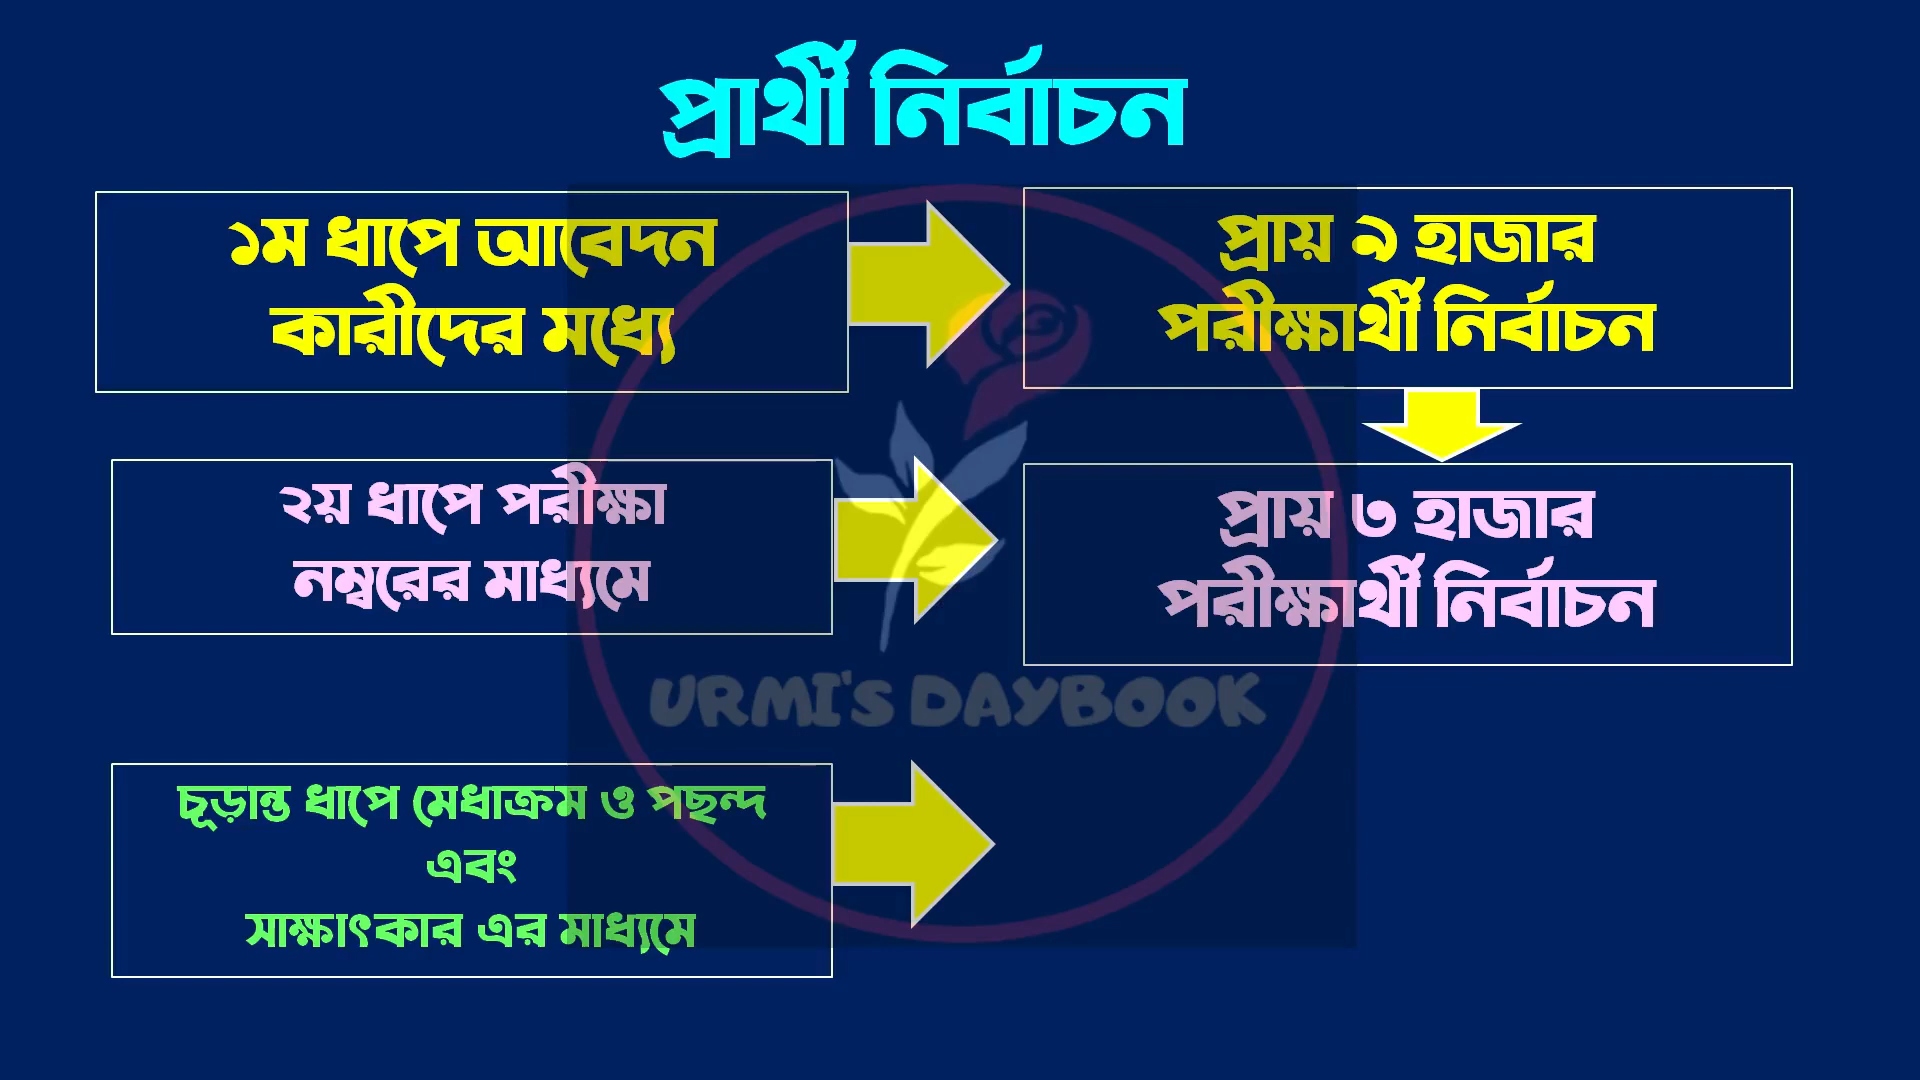 প্রার্থী নির্বাচন
১ম ধাপে আবেদন
কারীদের মধ্যে
প্রায় ৯ হাজার
পরীক্ষার্থী নির্বাচন
২য় ধাপে পরীক্ষা
নম্বরের মাধ্যমে
প্রায় ৩ হাজার
পরীক্ষার্থী নির্বাচন
URMI'S DAYBOOK
চূড়ান্ত ধাপে মেধাক্রম ও পছন্দ
এবং
সাক্ষাৎকার এর মাধ্যমে